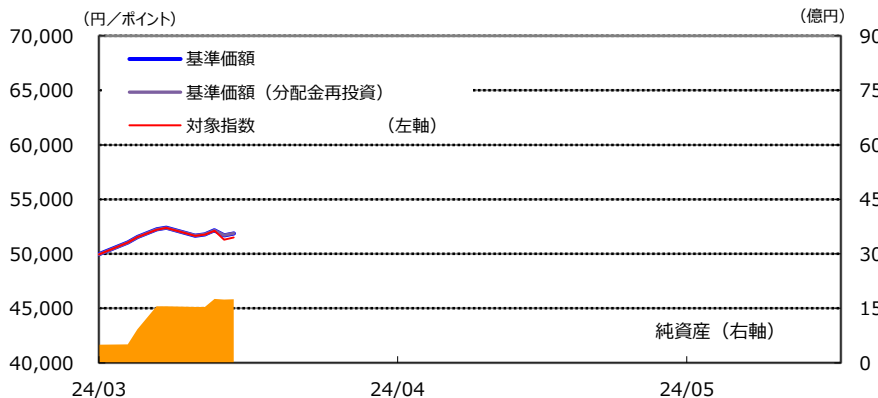 (円／ポイント)
(億円)
70,000
90
基準価額
65,000
75
基準価額（分配金再投資）
対象指数 （左軸）
60,000
60
55,000
45
50,000
30
45,000
15
純資産（右軸）
40,000
0
24/03
24/04
24/05